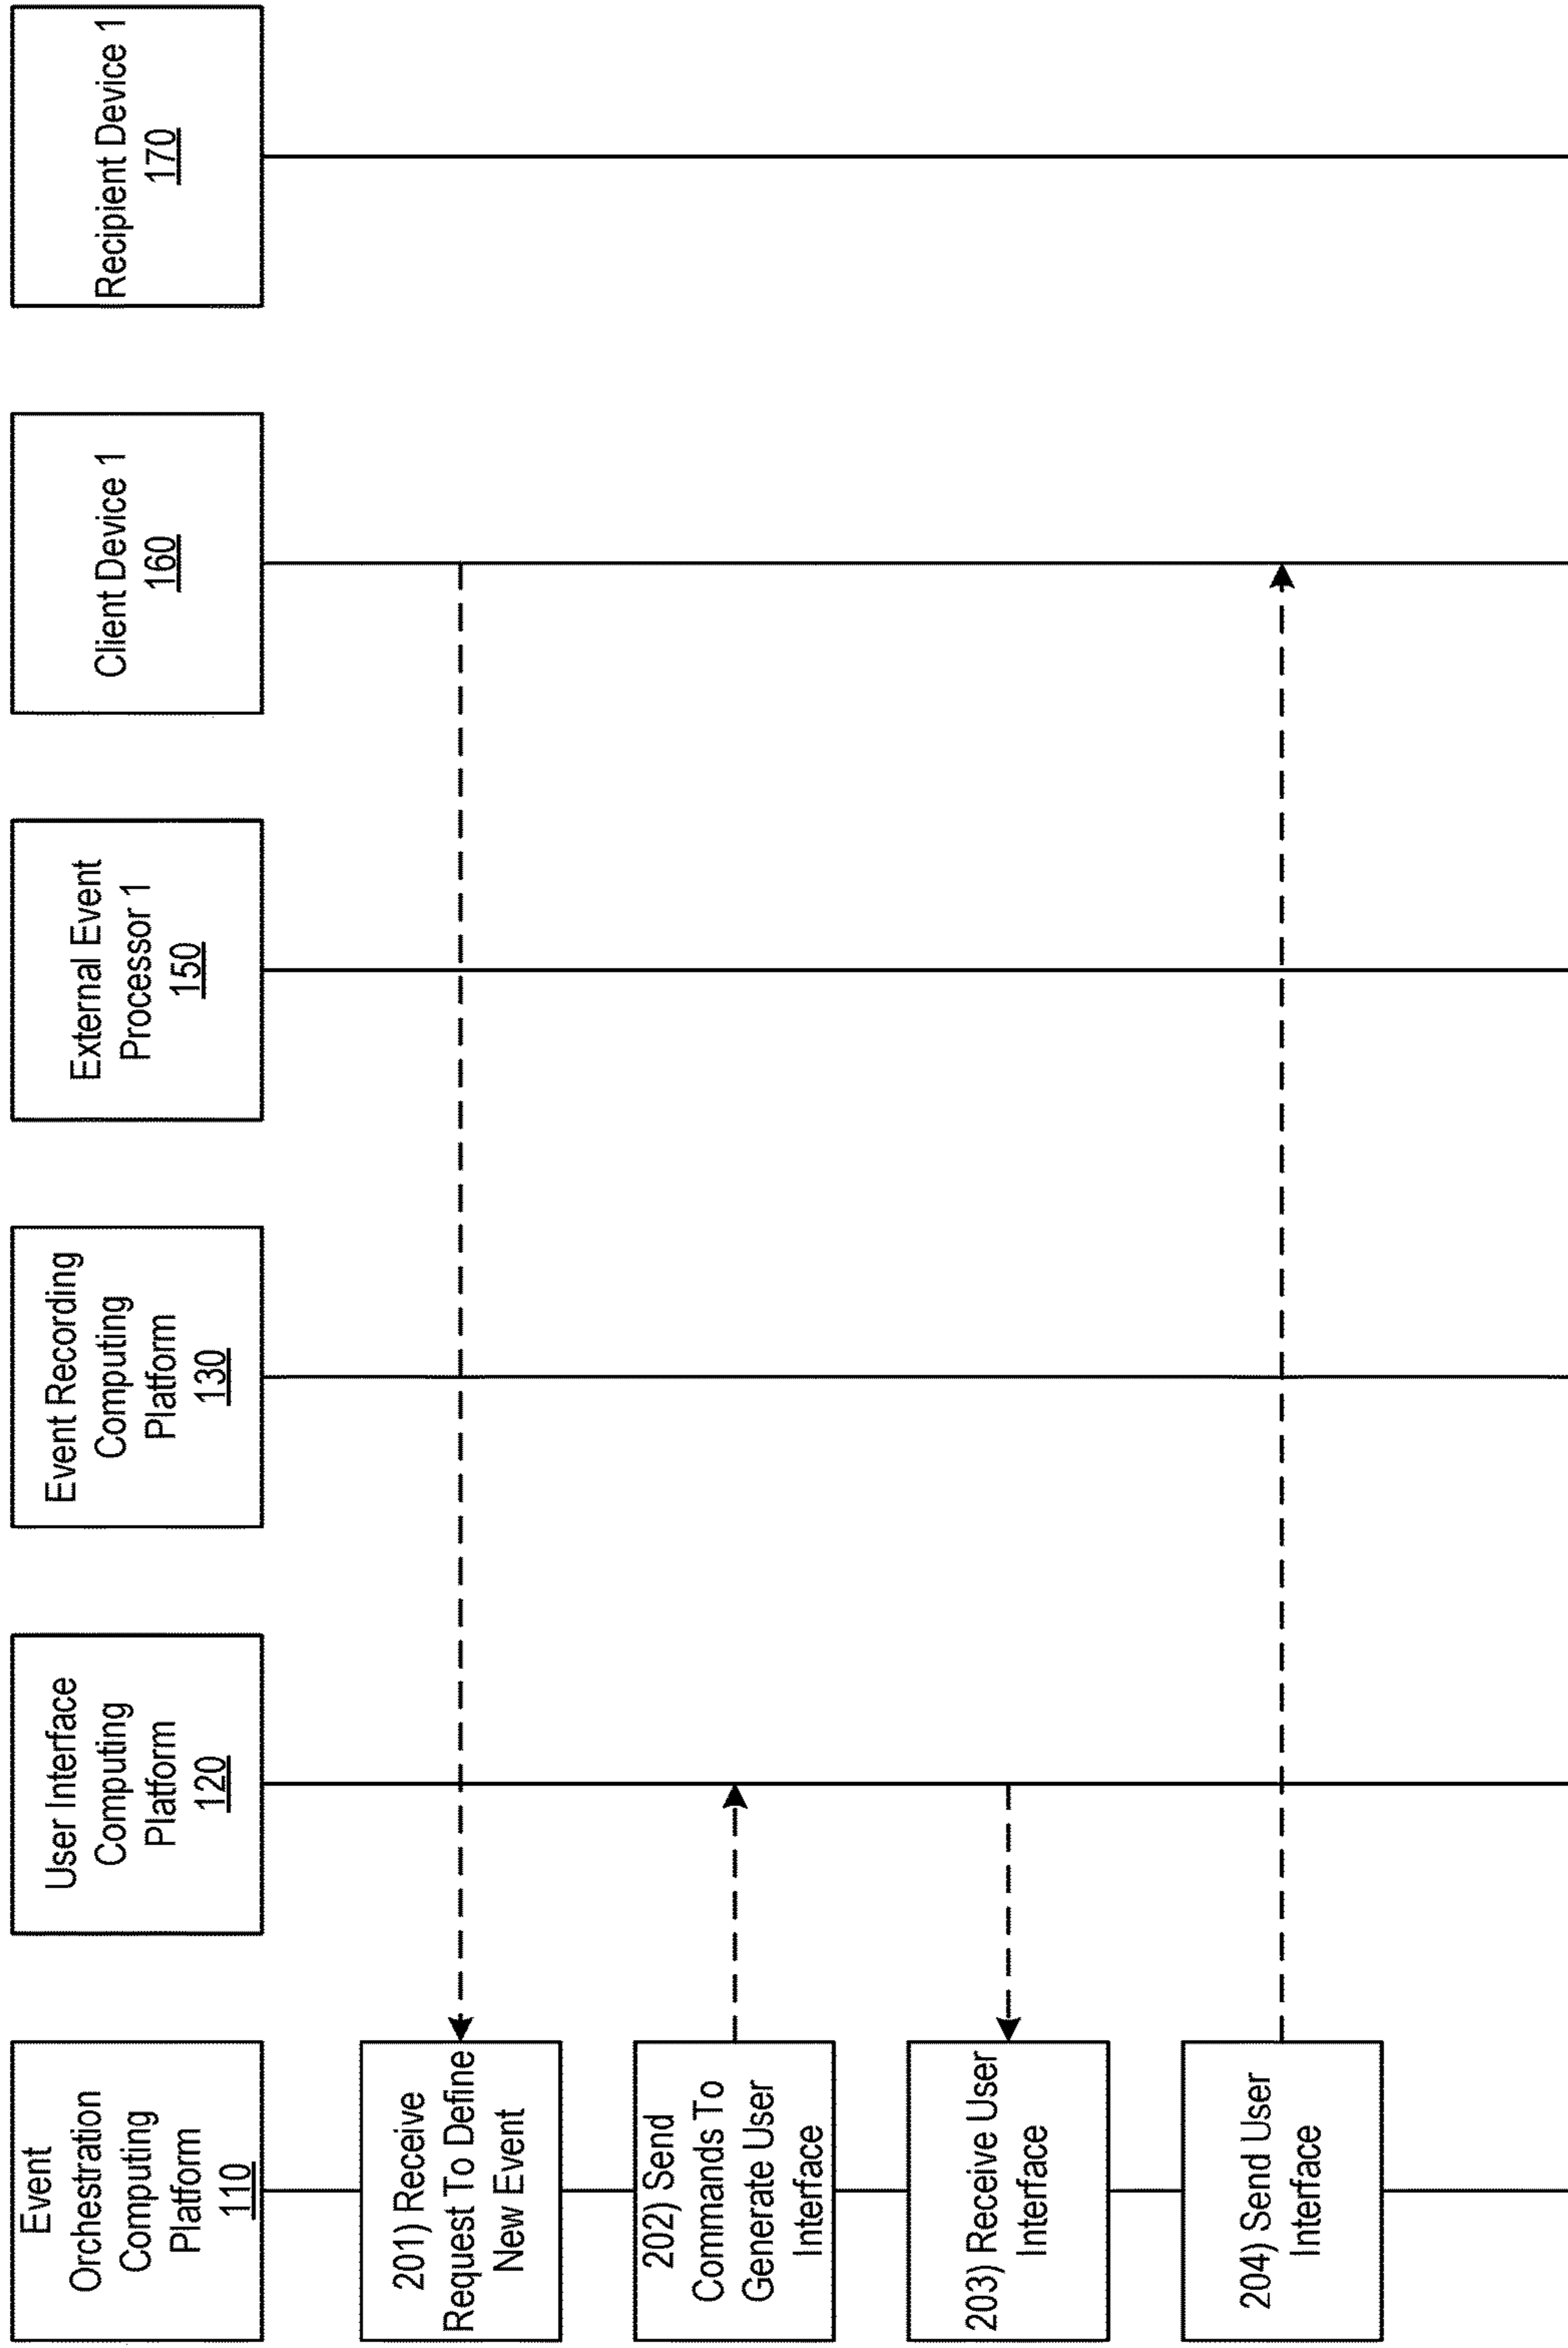 Event
Orchestration
Computing
Platform
110
User Interface
Computing
Platform
120
Event Recording
Computing
Platform
130
External Event
Processor 1
150
Client Device 1
160
Recipient Device 1
170
201) Receive
Request To Define
New Event
202) Send
Commands To
Generate User
Interface
203) Receive User
Interface
204) Send User
Interface